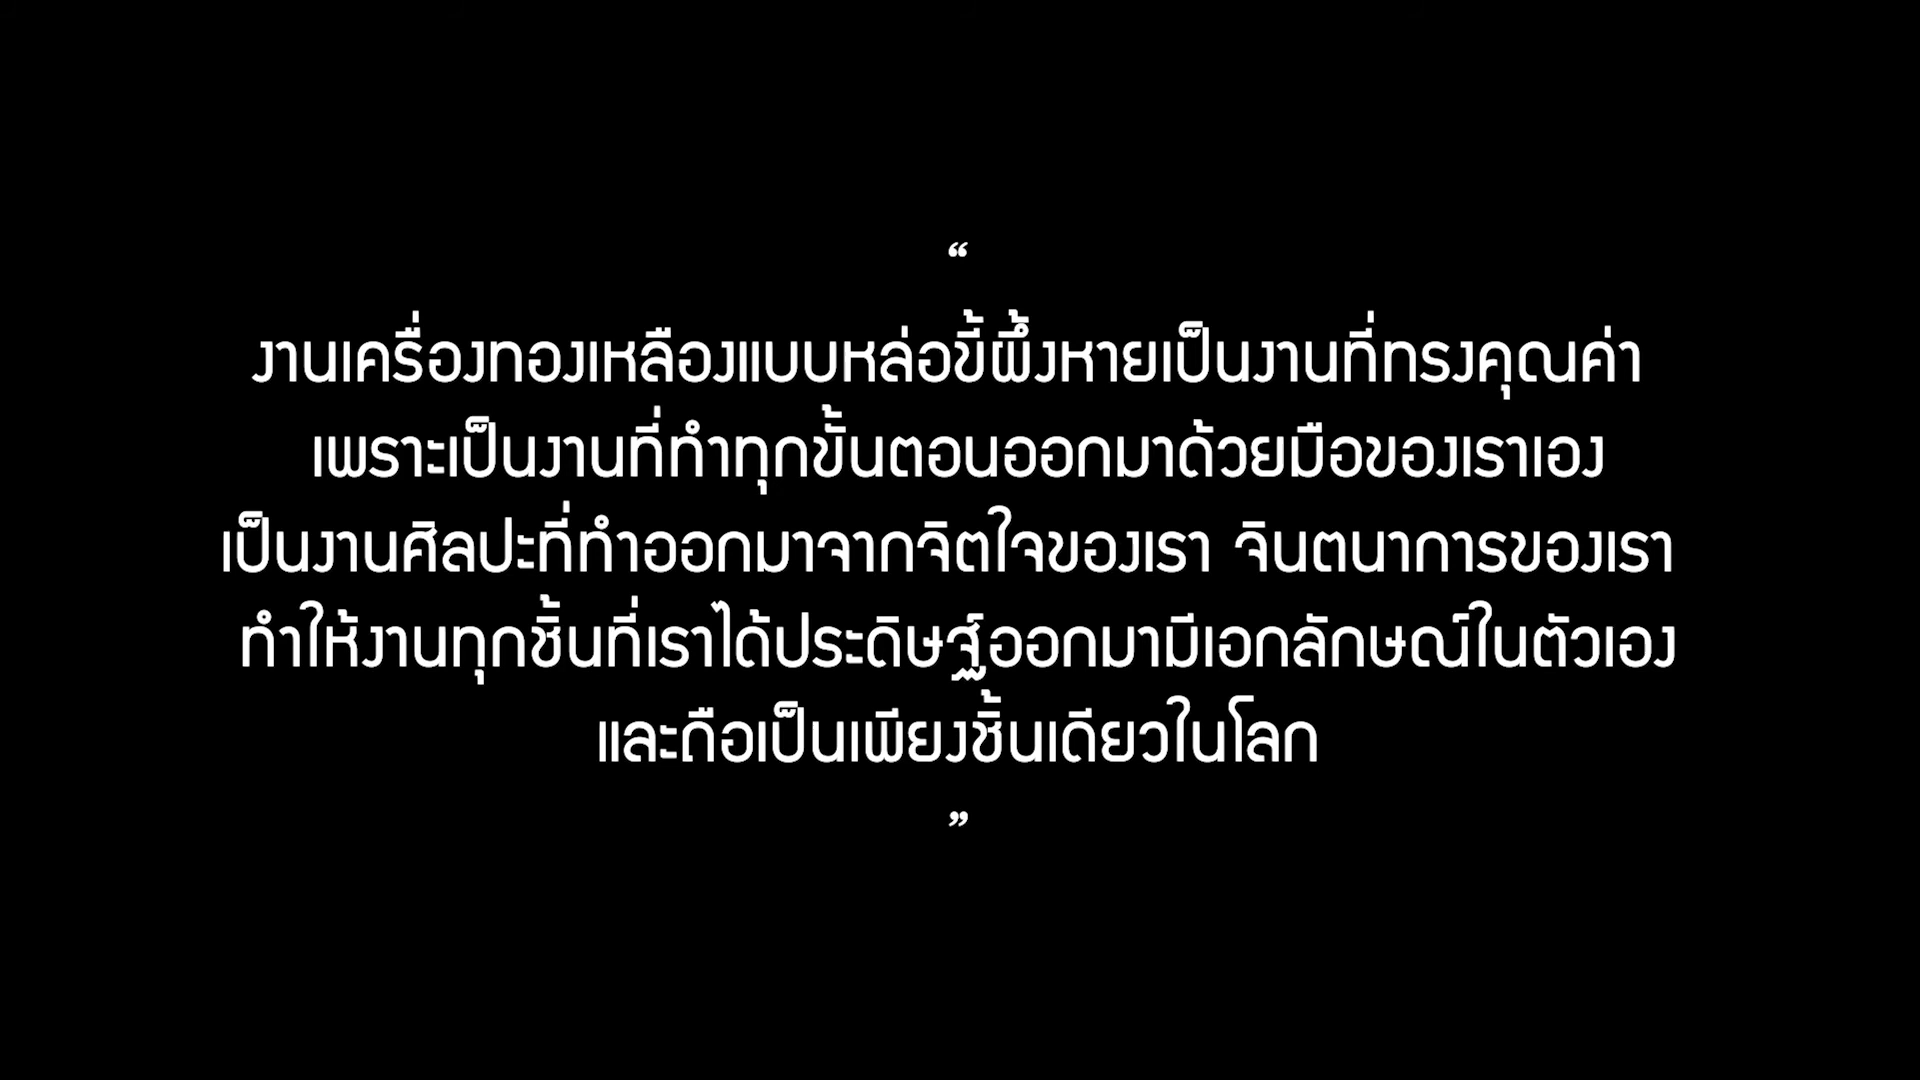 “
งานเครื่องทองเหลืองแบบหล่อขี้ผึ้งหายเป็นงานที่ทรงคุณค่า
เพราะเป็นงานที่ทำทุกขั้นตอนออกมาด้วยมือของเราเอง
เป็นงานศิลปะที่ทำออกมาจากจิตใจของเรา จินตนาการของเรา
ทำให้งานทุกชิ้นที่เราได้ประดิษฐ์ออกมามีเอกลักษณ์ในตัวเอง
และถือเป็นเพียงชิ้นเดียวในโลก
”